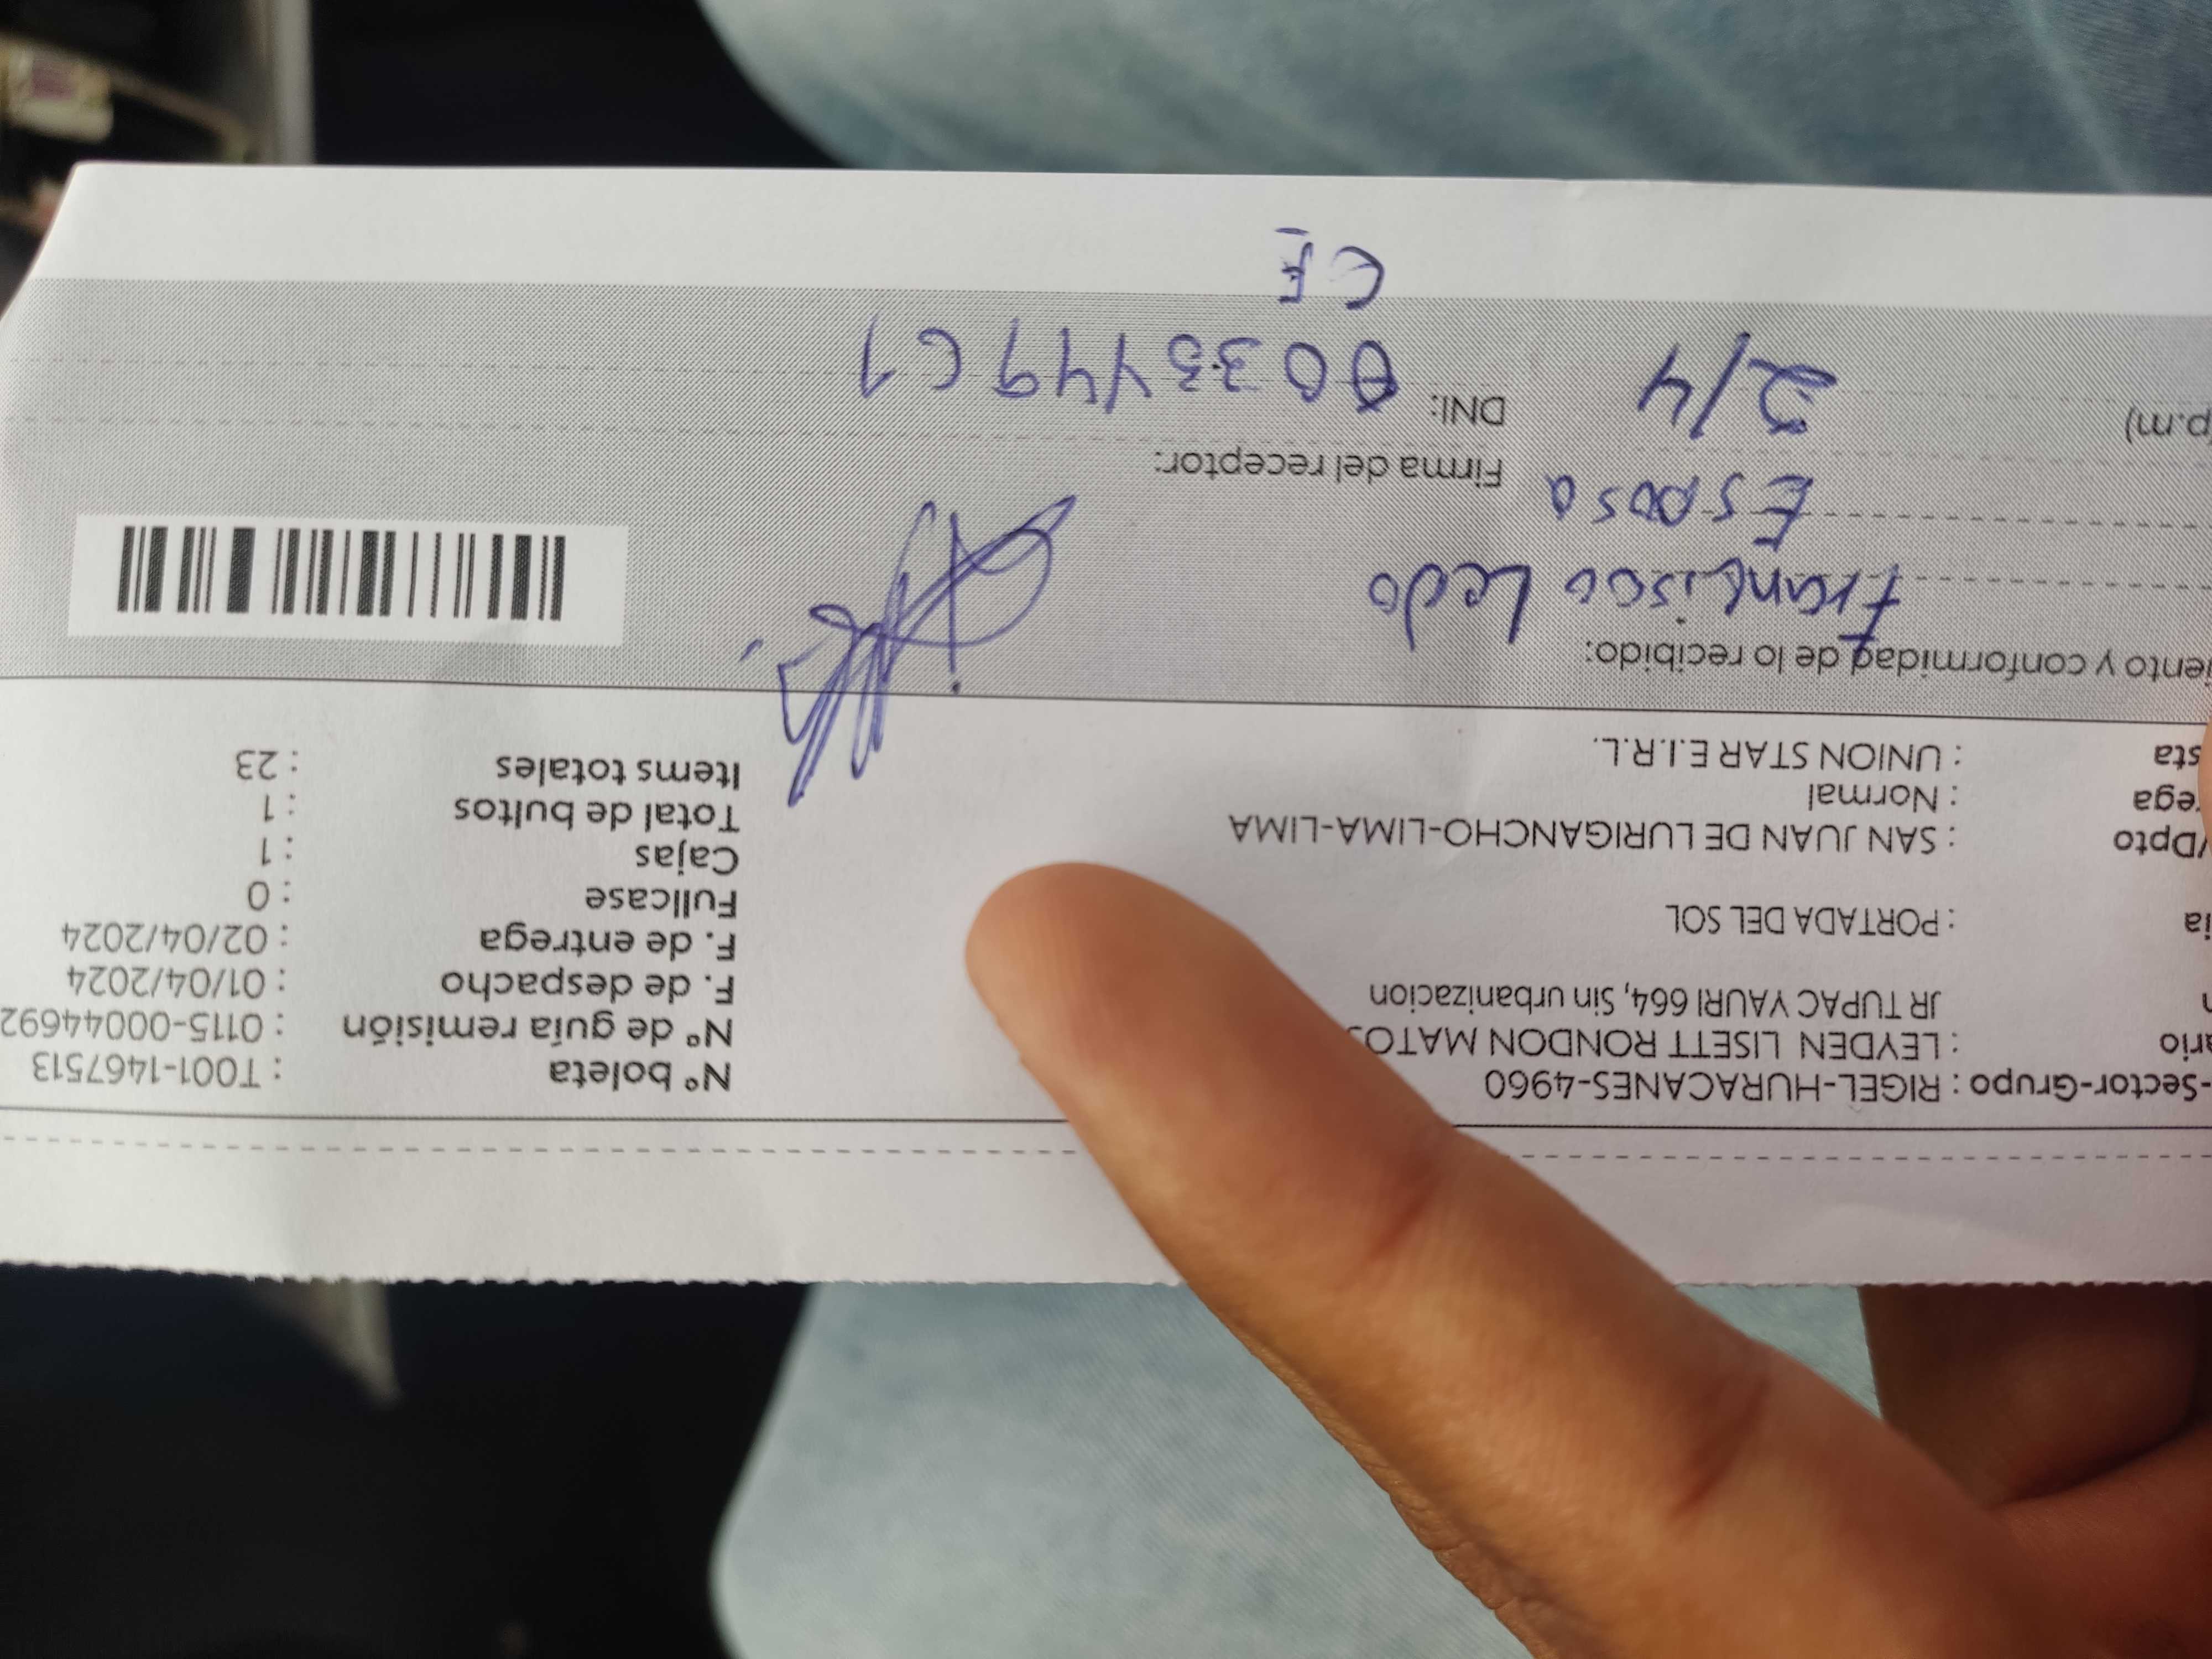 -Sector-Grupo : RIGEL-HURACANES-4960
ario : LEYDEN LISETT RONDON MATOS
JR TUPAC YAURI 664, Sin urbanizacion
ia : PORTADA DEL SOL
/Dpto : SAN JUAN DE LURIGANCHO-LIMA-LIMA
ega : Normal
sta : UNION STAR E.I.R.L.
N° boleta : T001-1467513
N° de guía remisión : 0115-00044692
F. de despacho : 01/04/2024
F. de entrega : 02/04/2024
Fullcase : 0
Cajas : 1
Total de bultos : 1
Items totales : 23
iento y conformidad de lo recibido:
Francisco Ledo
Esposo
Firma del receptor:
p.m) 2/4
DNI: 003344961
CE